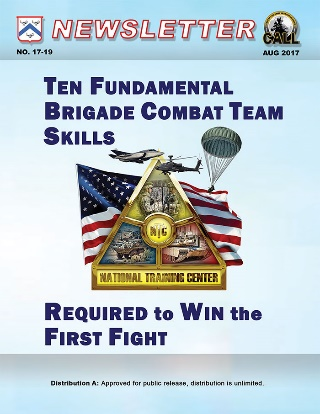 NEWSLETTER
CALL
NO. 17-19
AUG 2017
TEN FUNDAMENTAL
BRIGADE COMBAT TEAM
SKILLS
NTC
NATIONAL TRAINING CENTER
REQUIRED to WIN the
FIRST FIGHT
Distribution A: Approved for public release, distribution is unlimited.